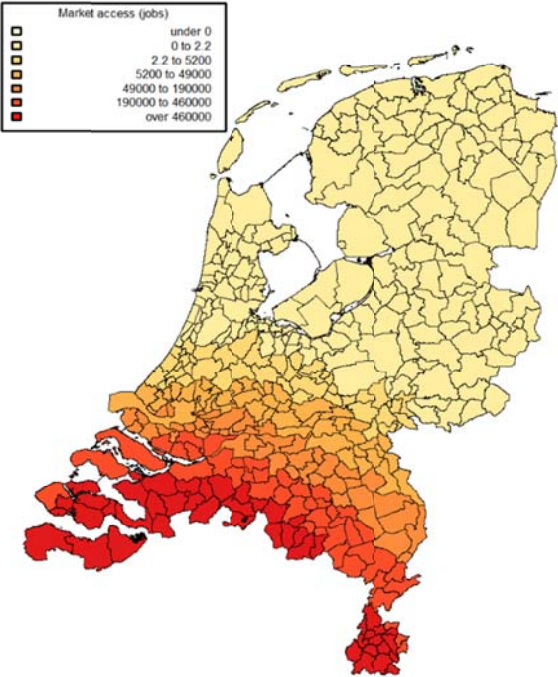 Market access (jobs)
under 0
0 to 2.2
2.2 to 5200
5200 to 49000
49000 to 190000
190000 to 460000
over 460000